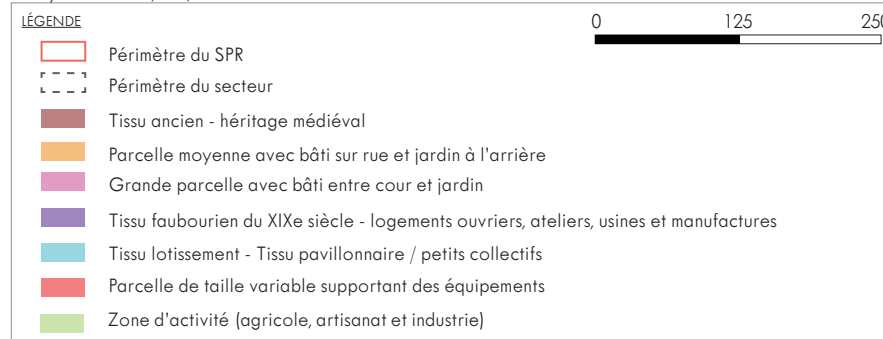 LÉGENDE
0 125 250
Périmètre du SPR
Périmètre du secteur
Tissu ancien - héritage médiéval
Parcelle moyenne avec bâti sur rue et jardin à l'arrière
Grande parcelle avec bâti entre cour et jardin
Tissu faubourien du XIXe siècle - logements ouvriers, ateliers, usines et manufactures
Tissu lotissement - Tissu pavillonnaire / petits collectifs
Parcelle de taille variable supportant des équipements
Zone d'activité (agricole, artisanat et industrie)